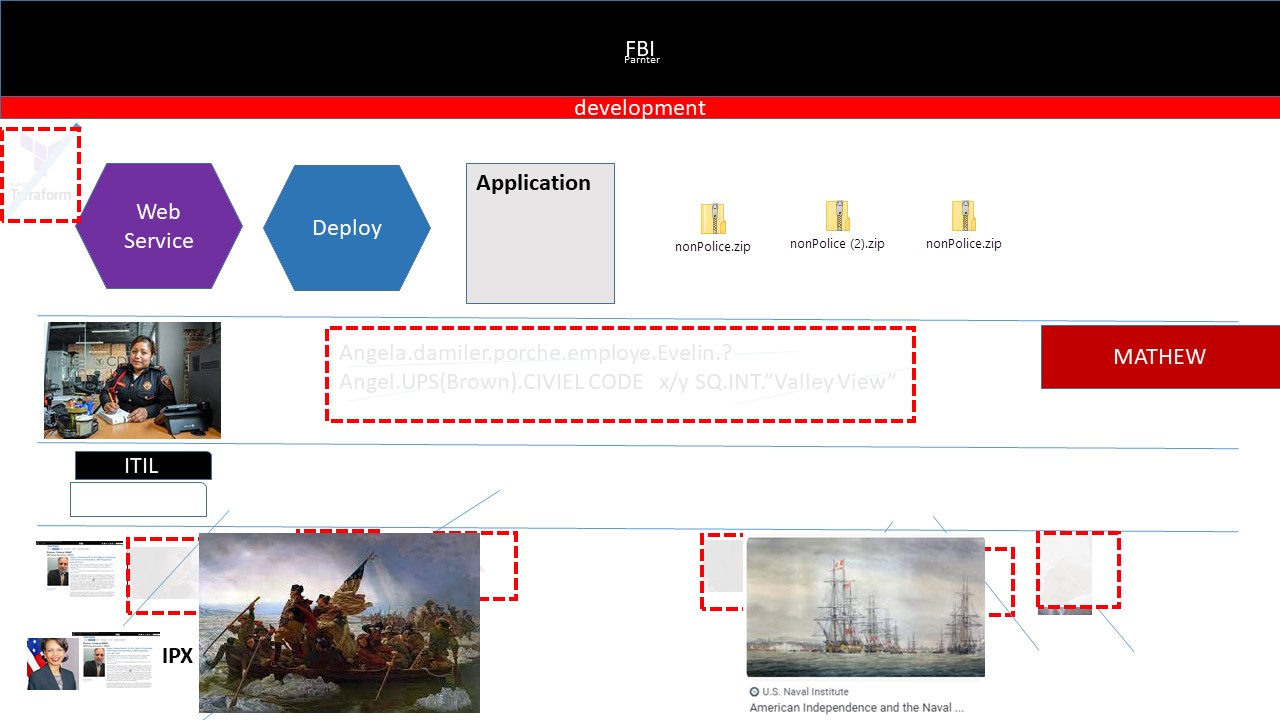 FBI
Parnter
development
Terraform
Web
Service
Deploy
Application
nonPolice.zip
nonPolice (2).zip
nonPolice.zip
Angela.damiler.porche.employe.Evelin.?
Angel.UPS(Brown).CIVIEL CODE x/y SQ.INT.”Valley View”
MATHEW
ITIL
IPX
U.S. Naval Institute
American Independence and the Naval ...